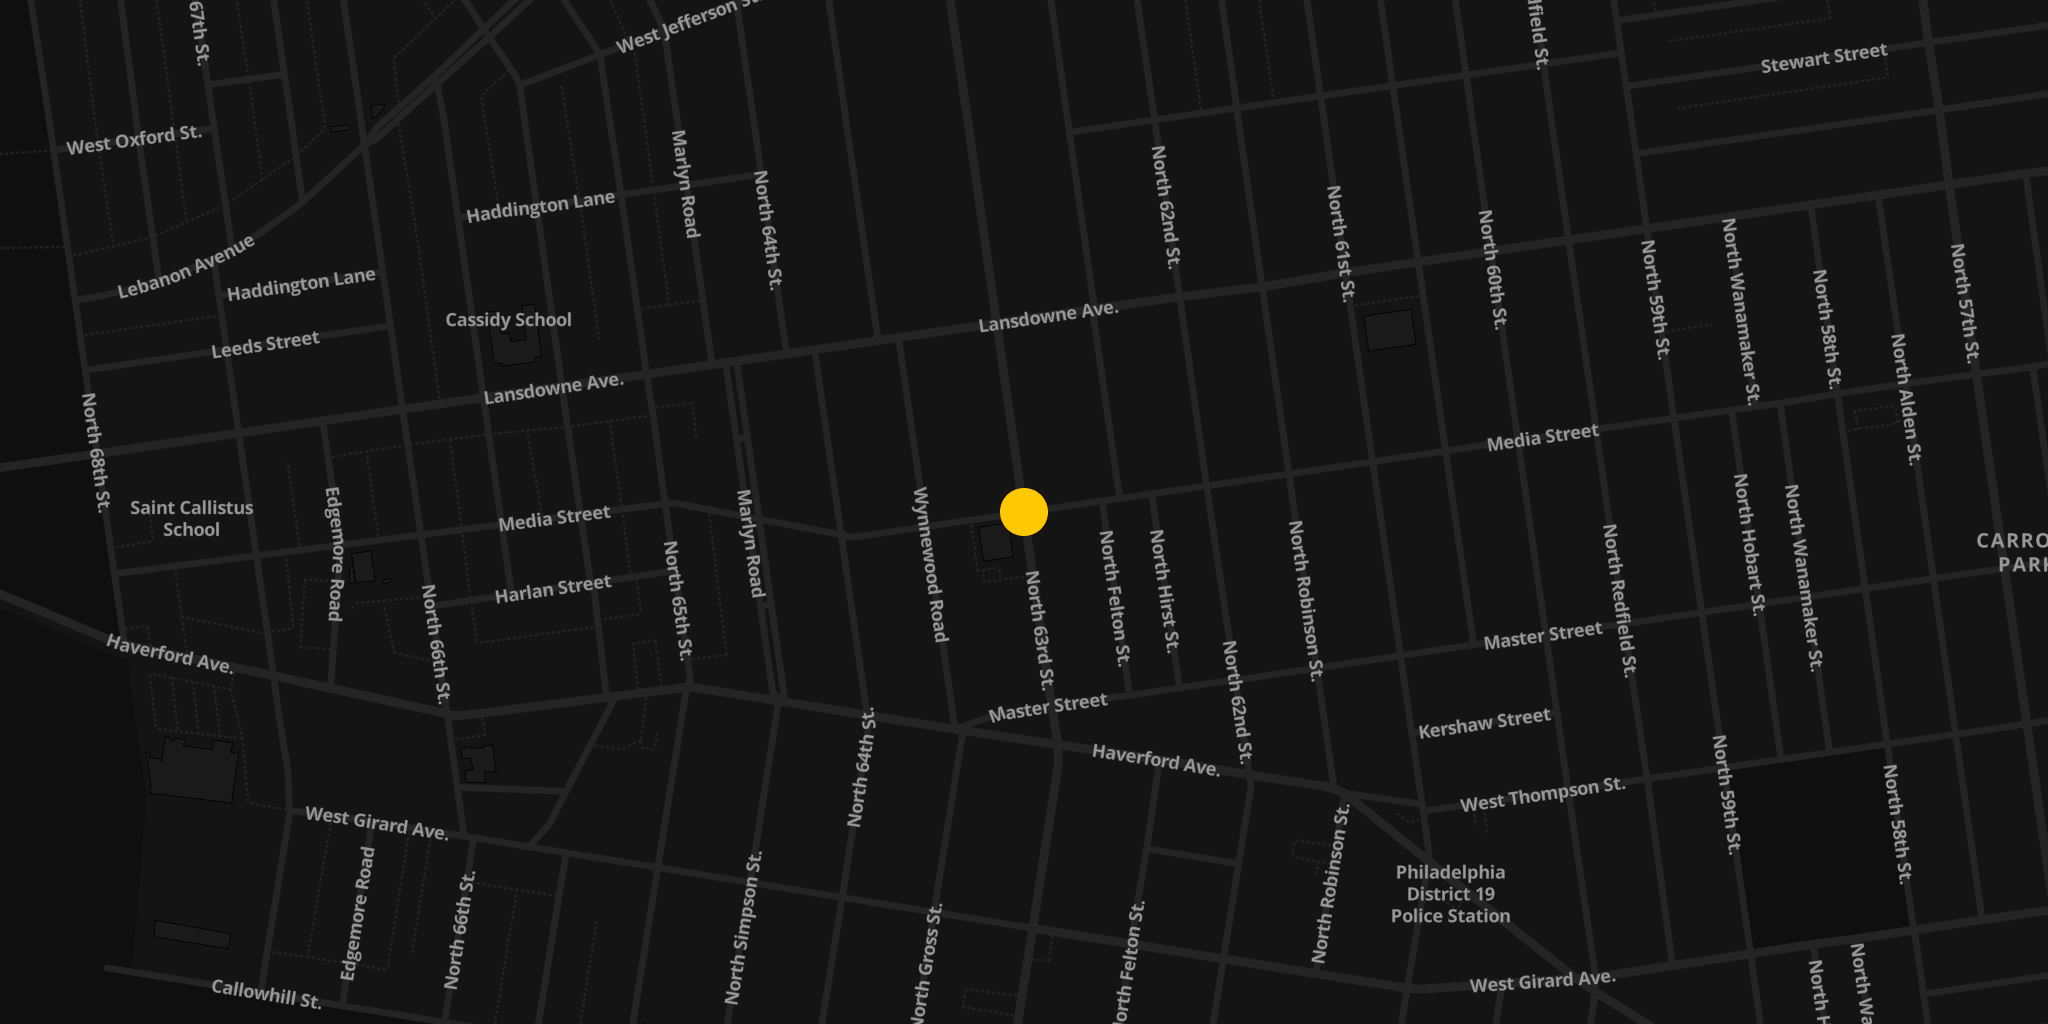 67th St.
West Jefferson St.
dfield St.
Stewart Street
West Oxford St.
Marlyn Road
North 64th St.
North 62nd St.
Haddington Lane
North 61st St.
North 60th St.
North 59th St.
North Wanamaker St.
North 58th St.
North 57th St.
Lebanon Avenue
Haddington Lane
Cassidy School
Lansdowne Ave.
Leeds Street
North Alden St.
Lansdowne Ave.
North 68th St.
Media Street
Saint Callistus
School
Edgemore Road
Media Street
Marlyn Road
Wynnewood Road
North Felton St.
North Hirst St.
North Robinson St.
North Redfield St.
North Hobart St.
North Wanamaker St.
CARRO
PARK
North 66th St.
Harlan Street
North 65th St.
North 63rd St.
North 62nd St.
Master Street
Haverford Ave.
Master Street
Kershaw Street
North 64th St.
Haverford Ave.
West Thompson St.
North 59th St.
North 58th St.
West Girard Ave.
North Robinson St.
Edgemore Road
North 66th St.
North Simpson St.
North Gross St.
North Felton St.
Philadelphia
District 19
Police Station
Callowhill St.
West Girard Ave.
North H
North Wa